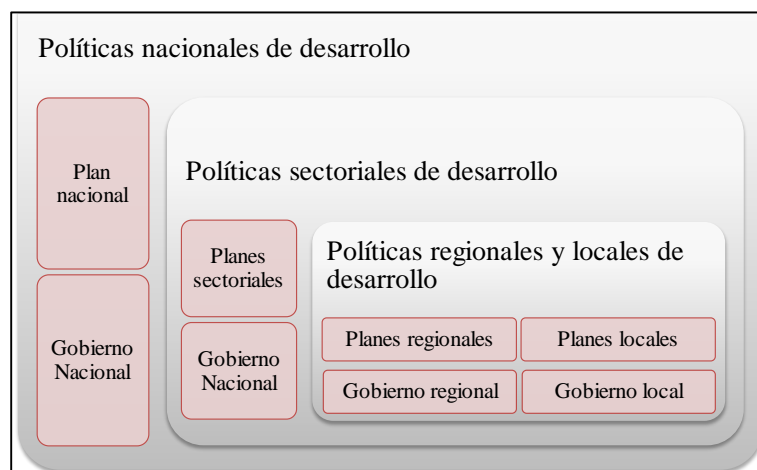 Políticas nacionales de desarrollo
Plan
nacional
Gobierno
Nacional
Políticas sectoriales de desarrollo
Planes
sectoriales
Gobierno
Nacional
Políticas regionales y locales de
desarrollo
Planes regionales
Planes locales
Gobierno regional
Gobierno local